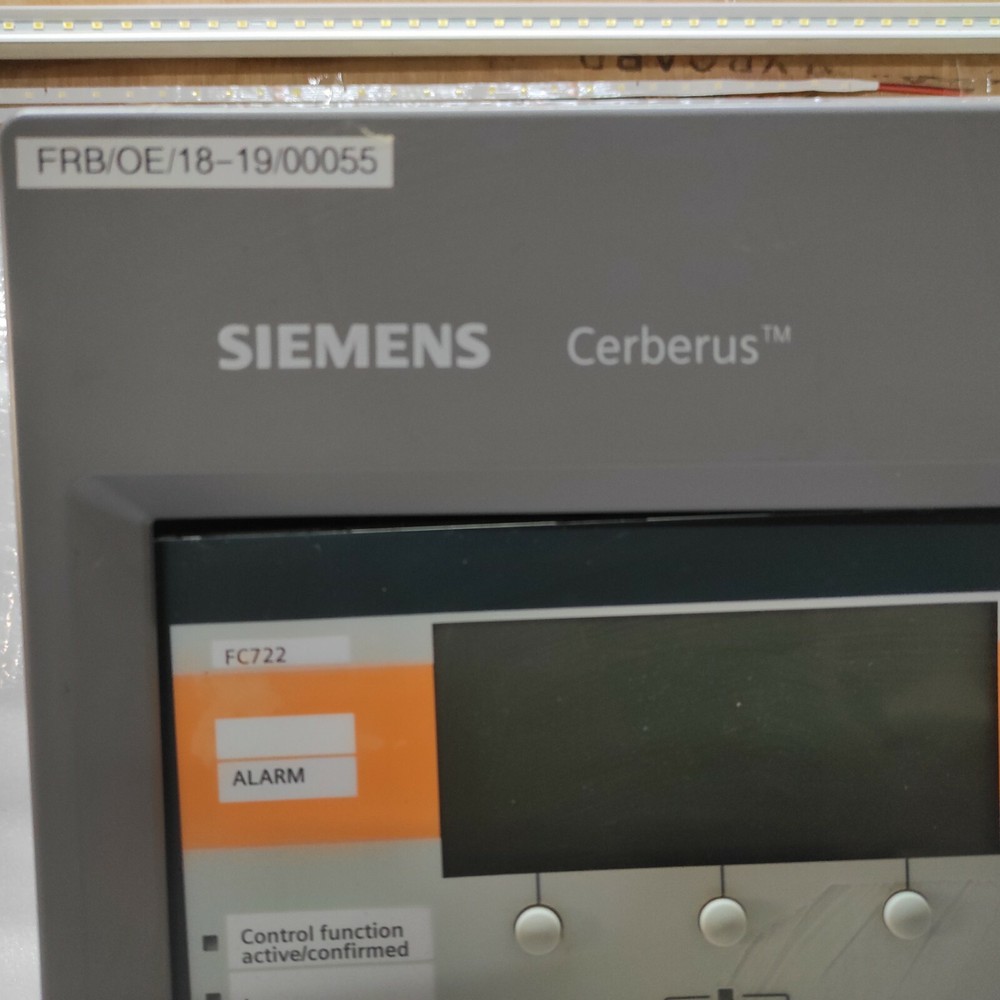 FRB/OE/18-19/00055
SIEMENS Cerberus™
FC722
ALARM
Control function
active/confirmed